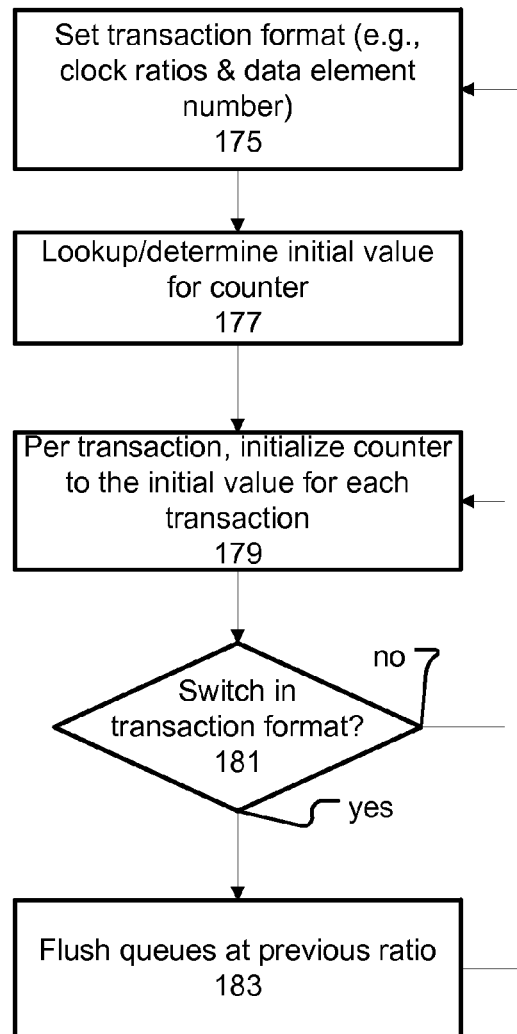 Set transaction format (e.g.,
clock ratios & data element
number)
175
Lookup/determine initial value
for counter
177
Per transaction, initialize counter
to the initial value for each
transaction
179
no
Switch in
transaction format?
181
yes
Flush queues at previous ratio
183